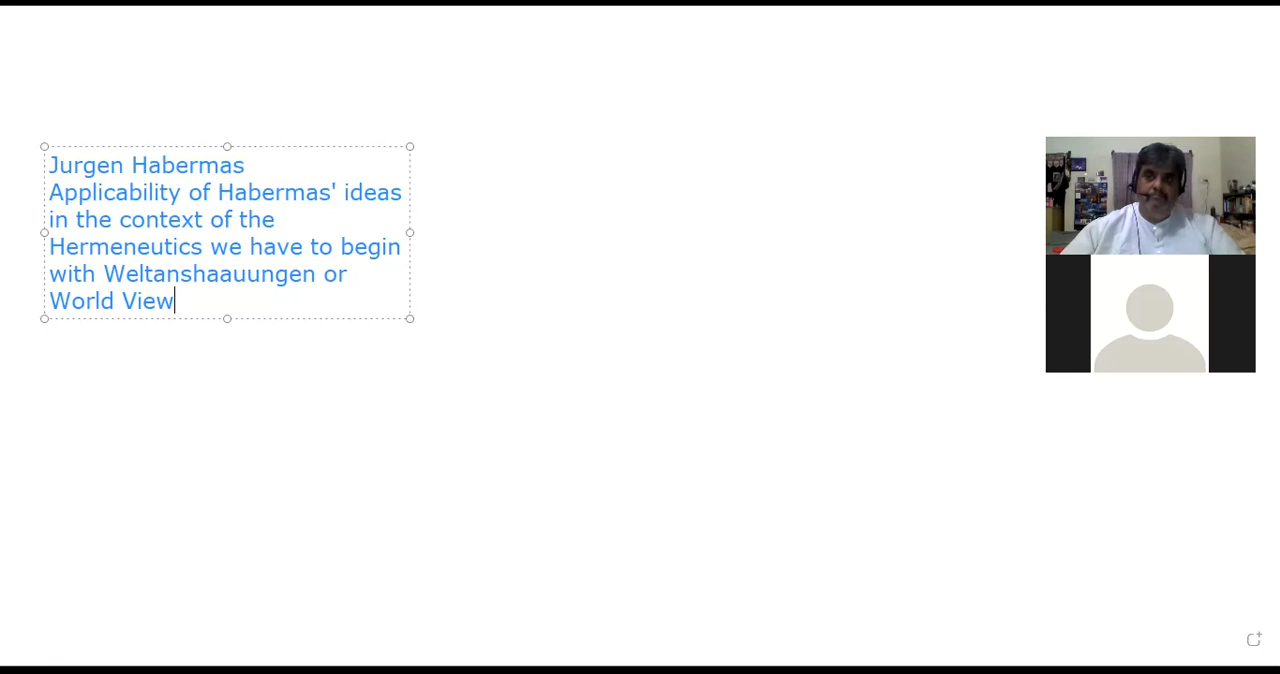 Jurgen Habermas
Applicability of Habermas' ideas
in the context of the
Hermeneutics we have to begin
with Weltanshaauungen or
World View